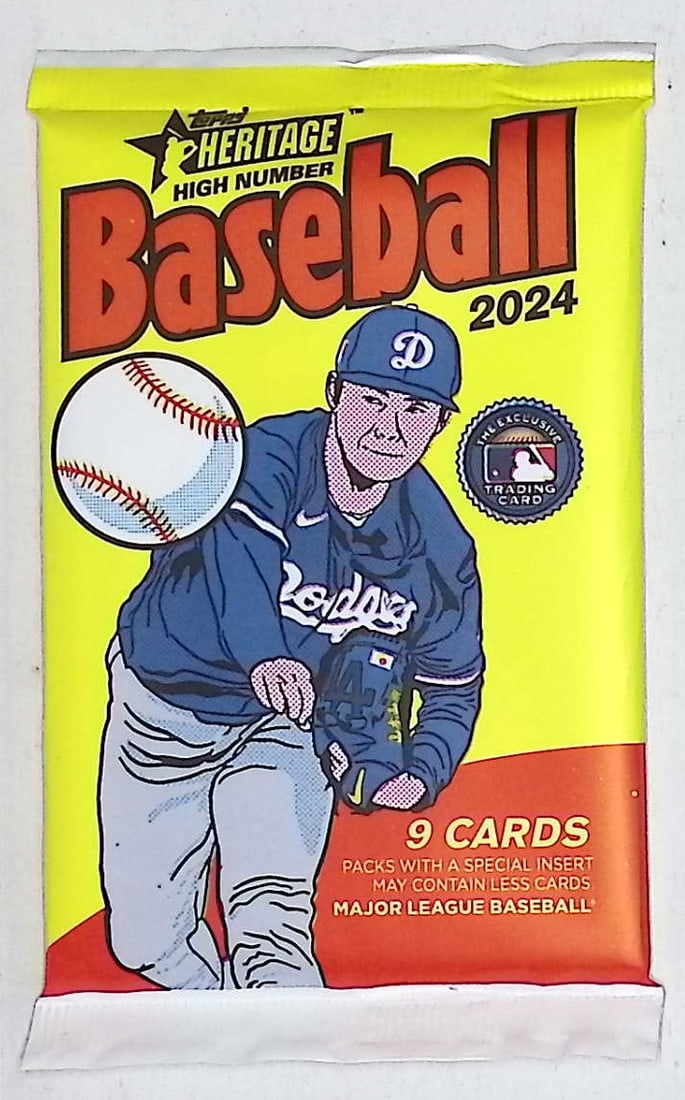 Topps
HERITAGE
™
HIGH NUMBER
Baseball
2024
D
THE EXCLUSIVE
TRADING
CARD
Dodgers
9 CARDS
PACKS WITH A SPECIAL INSERT
MAY CONTAIN LESS CARDS.
MAJOR LEAGUE BASEBALL®